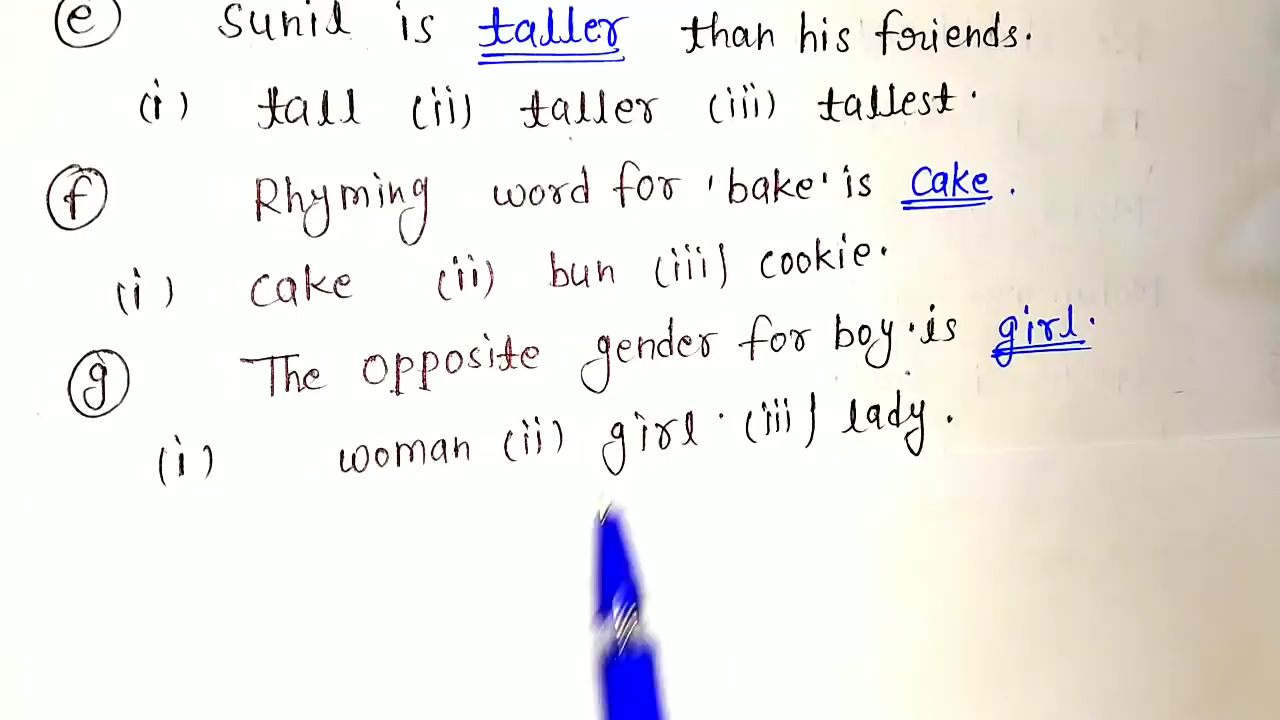 (e) Sunil is taller than his friends.
(i) tall (ii) taller (iii) tallest.
(f) Rhyming word for 'bake' is cake.
(i) cake (ii) bun (iii) cookie.
(g) The opposite gender for boy is girl.
(i) woman (ii) girl (iii) lady.